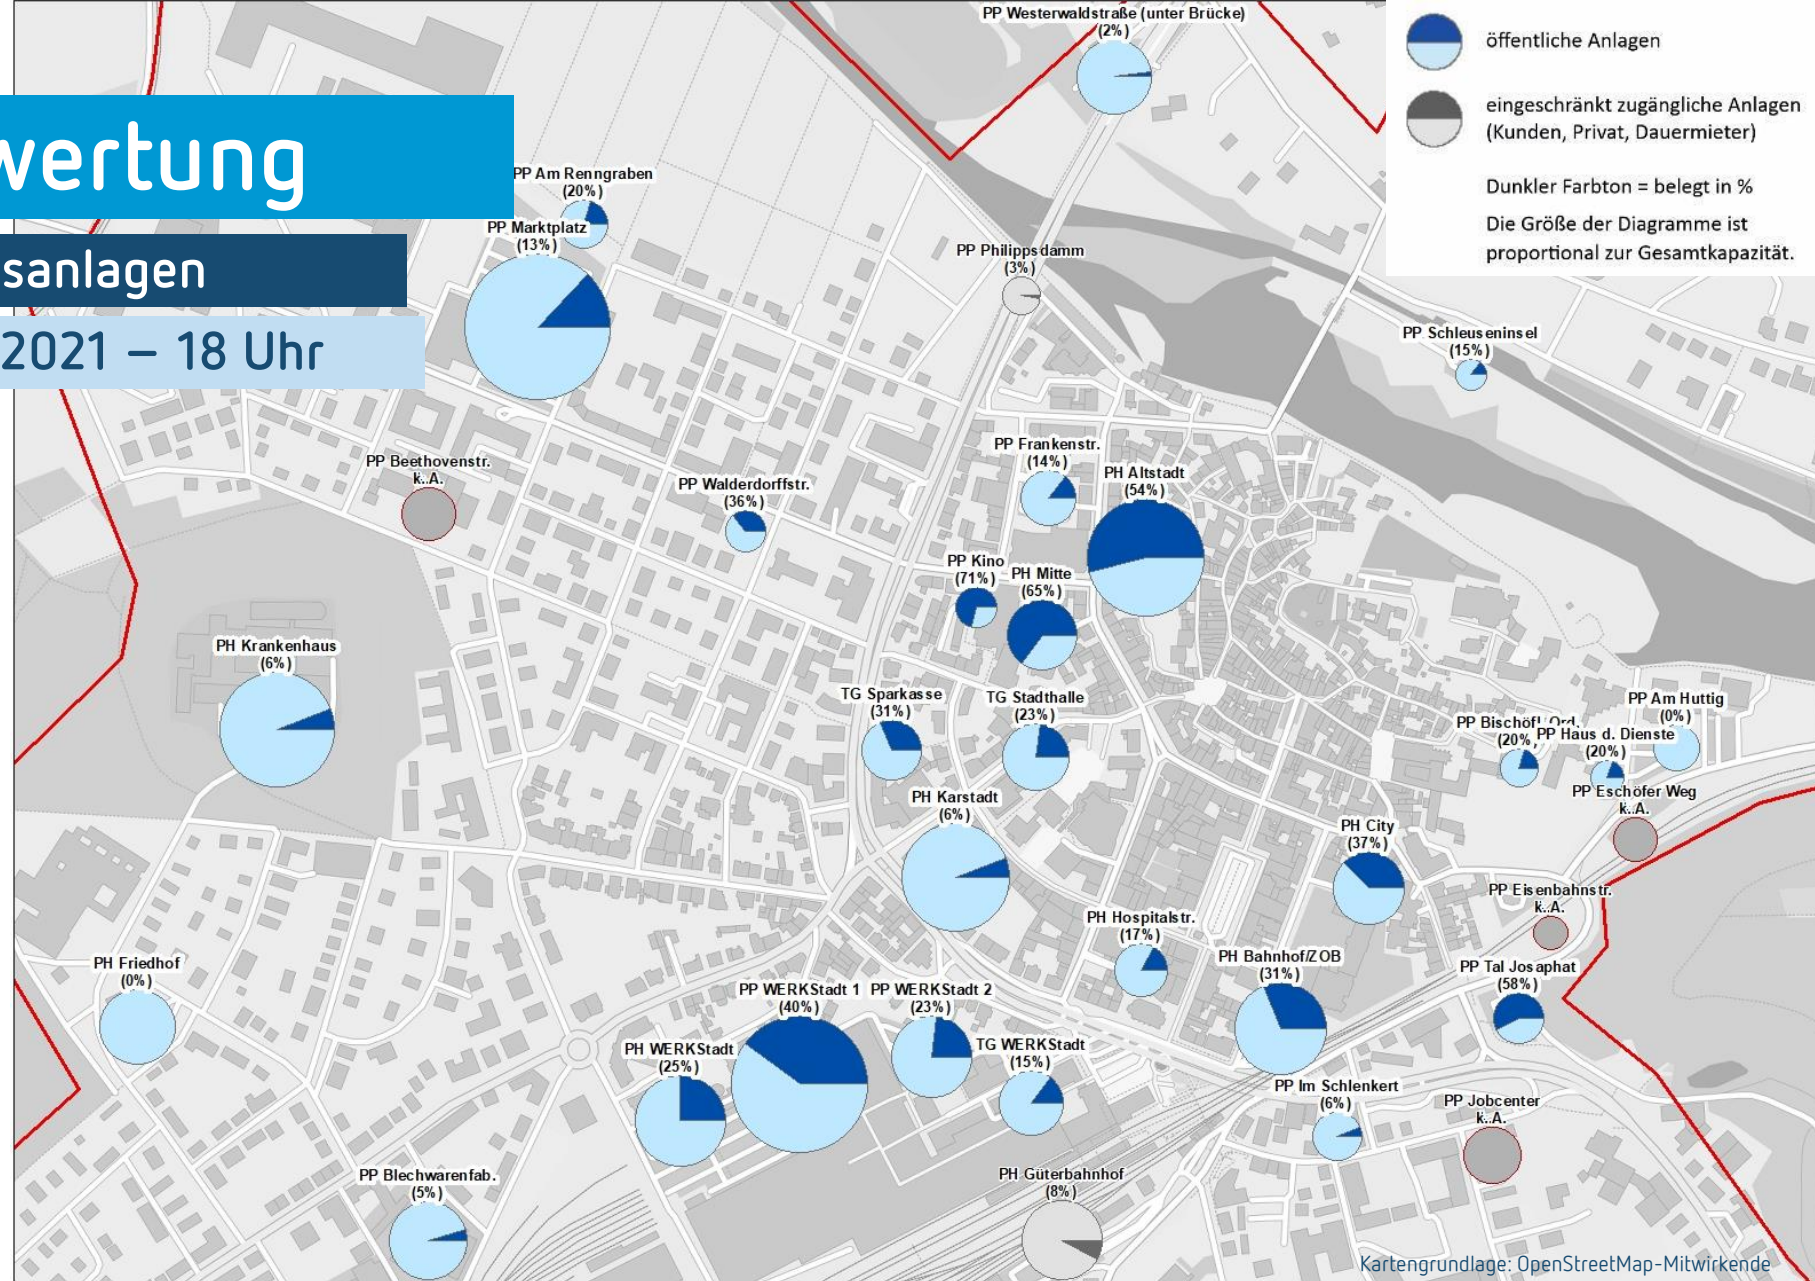 wertung
sanlagen
2021 – 18 Uhr
öffentliche Anlagen
eingeschränkt zugängliche Anlagen
(Kunden, Privat, Dauermieter)
Dunkler Farbton = belegt in %
Die Größe der Diagramme ist
proportional zur Gesamtkapazität.
PP Westerwaldstraße (unter Brücke)
(2%)
PP Am Renngraben
(20%)
PP Marktplatz
(13%)
PP Philippsdamm
(3%)
PP Schleuseninsel
(15%)
PP Beethovenstr.
k.A.
PP Walderdorffstr.
(36%)
PP Frankenstr.
(14%)
PH Altstadt
(54%)
PP Kino
(71%)
PH Mitte
(65%)
PH Krankenhaus
(6%)
TG Sparkasse
(31%)
TG Stadthalle
(23%)
PP Am Huttig
(0%)
PP Bischöfl. Ord.
(20%)
PP Haus d. Dienste
(20%)
PP Eschöfer Weg
k.A.
PH Karstadt
(6%)
PH City
(37%)
PP Eisenbahnstr.
k.A.
PH Hospitalstr.
(17%)
PH Bahnhof/ZOB
(31%)
PP Tal Josaphat
(58%)
PH Friedhof
(0%)
PP WERKStadt 1
(40%)
PP WERKStadt 2
(23%)
PH WERKStadt
(25%)
TG WERKStadt
(15%)
PP Im Schlenkert
(6%)
PP Jobcenter
k.A.
PP Blechwarenfab.
(5%)
PH Güterbahnhof
(8%)
Kartengrundlage: OpenStreetMap-Mitwirkende